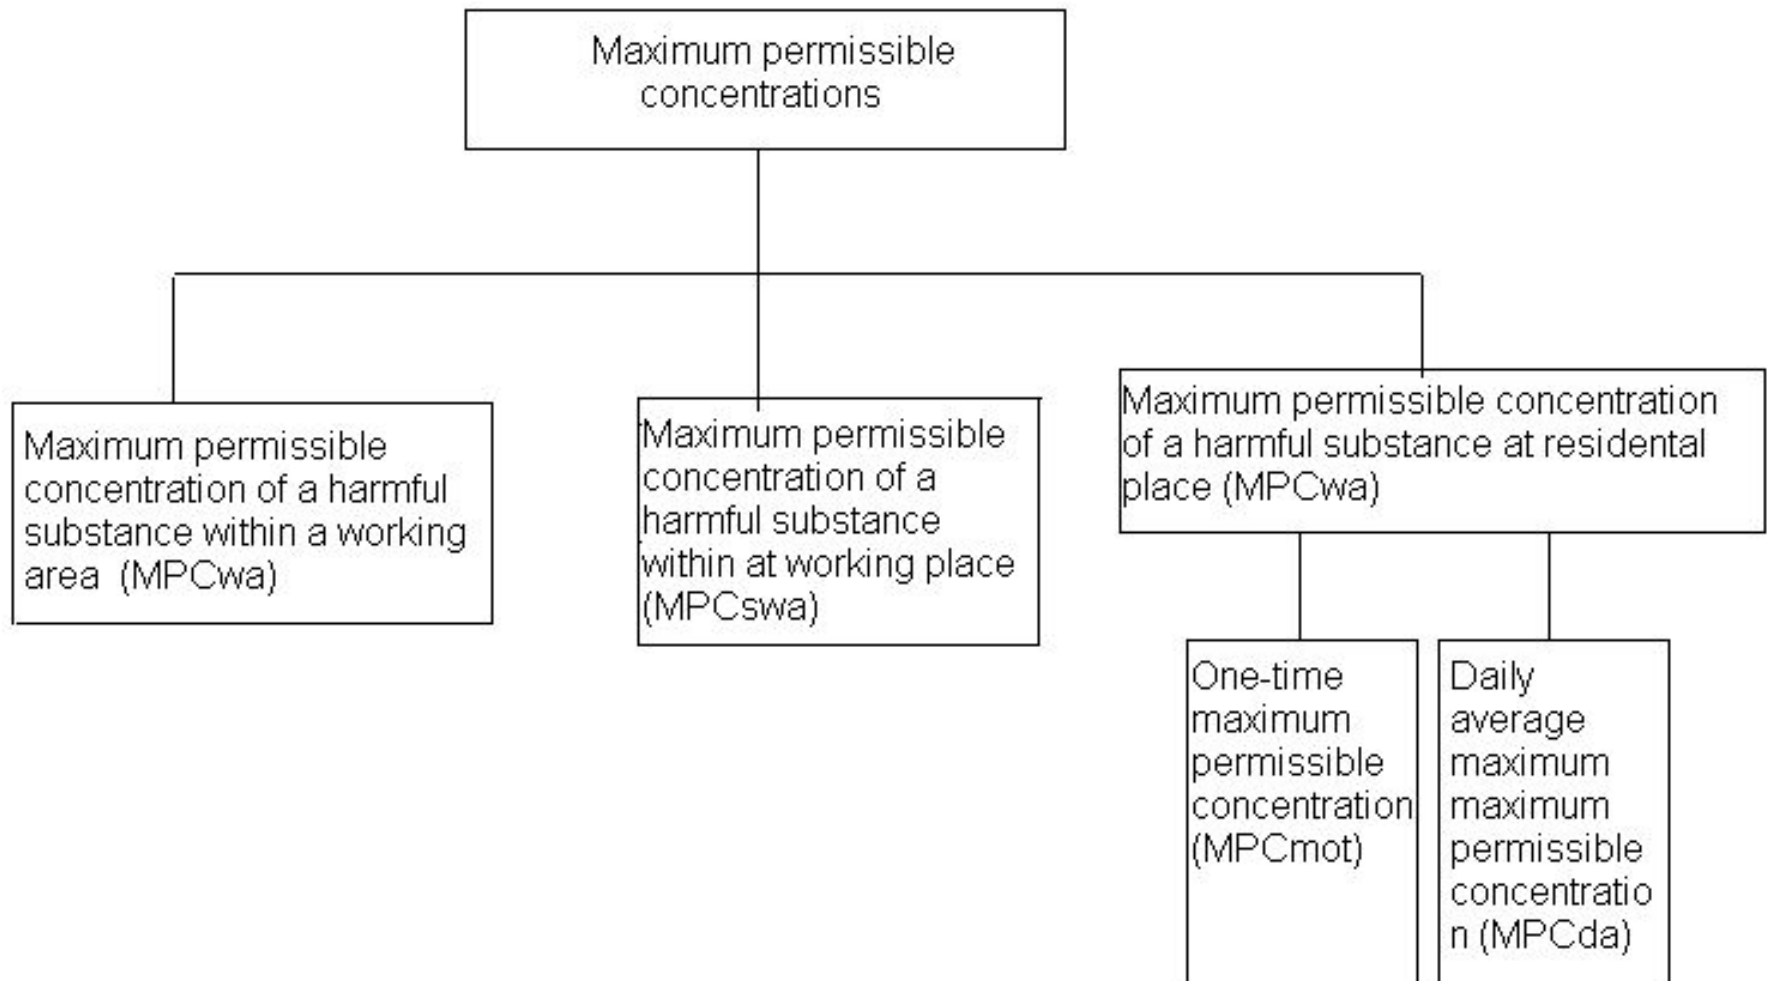 Maximum permissible
concentrations
Maximum permissible
concentration of a harmful
substance within a working
area (MPCwa)
Maximum permissible
concentration of a
harmful substance
within at working place
(MPCswa)
Maximum permissible concentration
of a harmful substance at residental
place (MPCwa)
One-time
maximum
permissible
concentration
(MPCmot)
Daily
average
maximum
maximum
permissible
concentratio
n (MPCda)